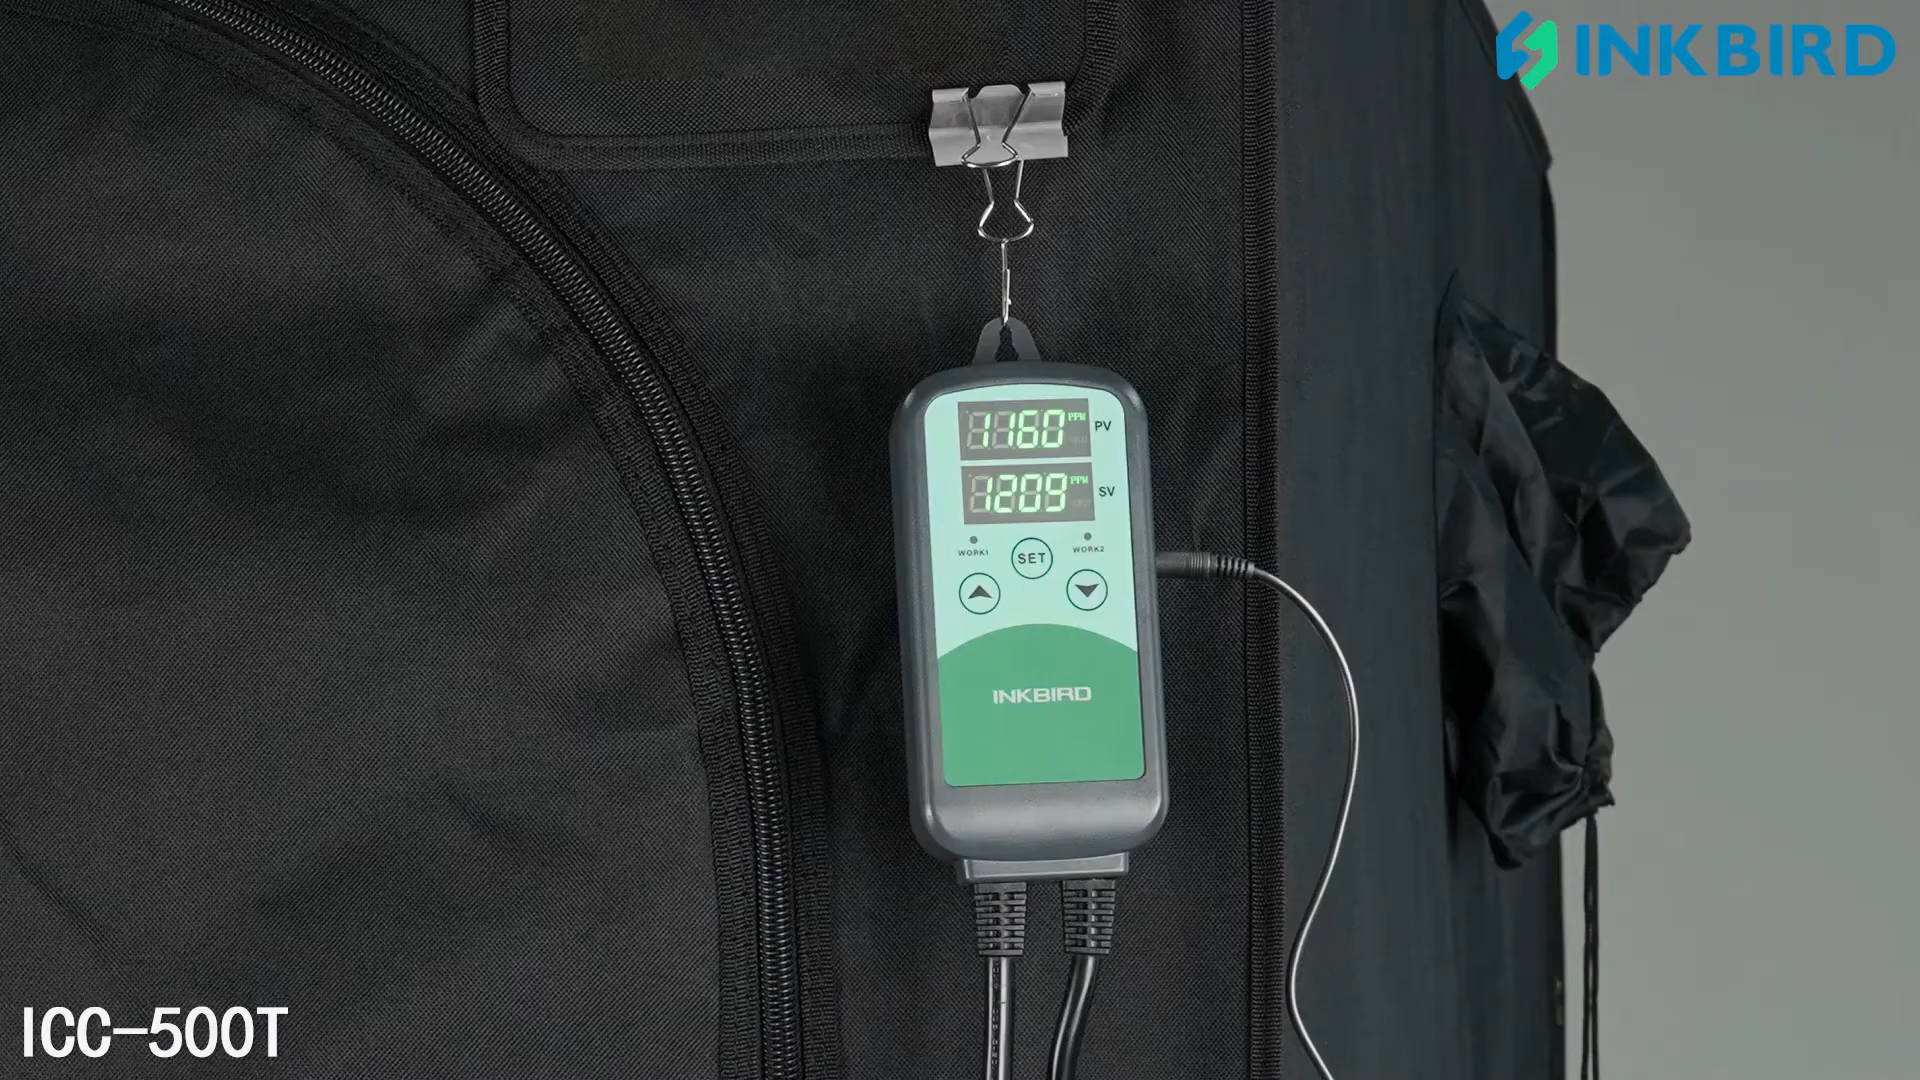 INKBIRD
1160 PPM PV
1209 PPM SV
WORK1 SET WORK2
INKBIRD
ICC-500T